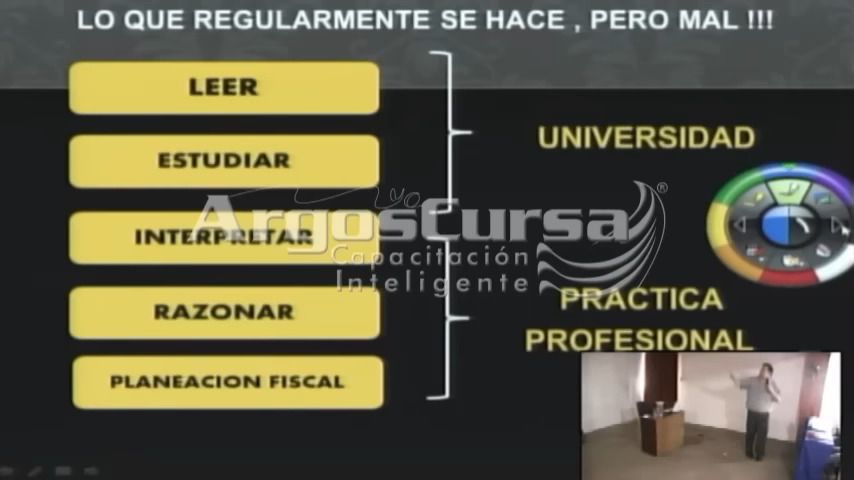 LO QUE REGULARMENTE SE HACE , PERO MAL !!!
LEER
ESTUDIAR
INTERPRETAR
RAZONAR
PLANEACION FISCAL
UNIVERSIDAD
PRACTICA
PROFESIONAL
ArgosCursa®
Capacitación
Inteligente